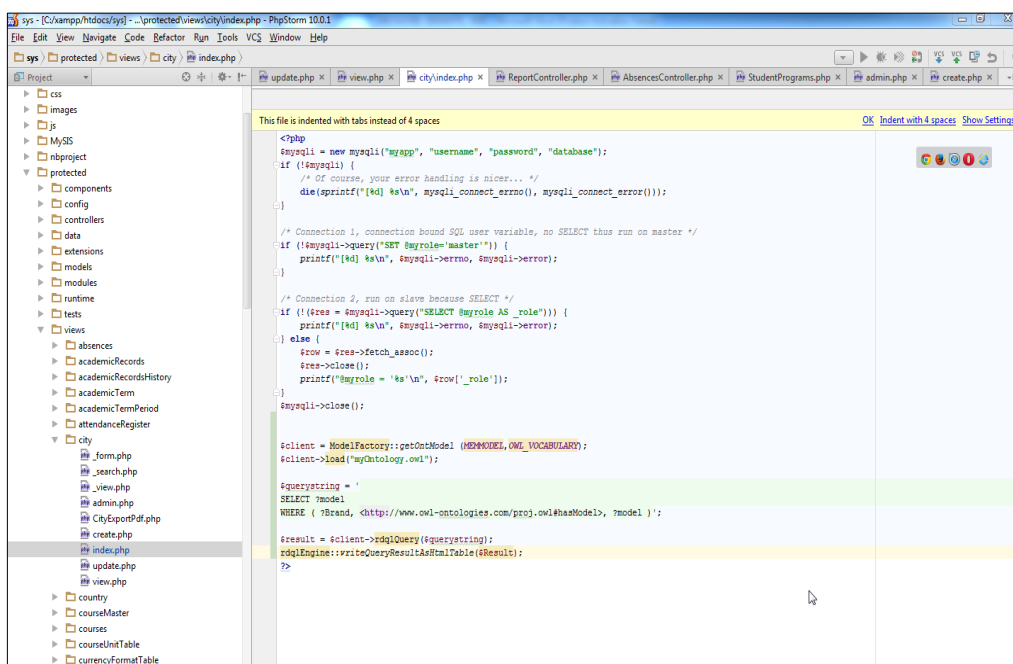 sys - [C:/xampp/htdocs/sys] - ...\protected\views\city\index.php - PhpStorm 10.0.1
File Edit View Navigate Code Refactor Run Tools VCS Window Help
sys protected views city index.php
Project
update.php × view.php × city\index.php × ReportController.php × AbsencesController.php × StudentPrograms.php × admin.php × create.php ×
css
images
js
MySIS
nbproject
protected
components
config
controllers
data
extensions
models
modules
runtime
tests
views
absences
academicRecords
academicRecordsHistory
academicTerm
academicTermPeriod
attendanceRegister
city
_form.php
_search.php
_view.php
admin.php
CityExportPdf.php
create.php
index.php
update.php
view.php
country
courseMaster
courses
courseUnitTable
currencyFormatTable
This file is indented with tabs instead of 4 spaces OK Indent with 4 spaces Show Settings
<?php
$mysqli = new mysqli("myapp", "username", "password", "database");
if (!$mysqli) {
/* Of course, your error handling is nicer... */
die(sprintf("[%d] %s\n", mysqli_connect_errno(), mysqli_connect_error()));
}
/* Connection 1, connection bound SQL user variable, no SELECT thus run on master */
if (!$mysqli->query("SET @myrole='master'")) {
printf("[%d] %s\n", $mysqli->errno, $mysqli->error);
}
/* Connection 2, run on slave because SELECT */
if (!($res = $mysqli->query("SELECT @myrole AS _role"))) {
printf("[%d] %s\n", $mysqli->errno, $mysqli->error);
} else {
$row = $res->fetch_assoc();
$res->close();
printf("@myrole = '%s'\n", $row['_role']);
}
$mysqli->close();
$client = ModelFactory::getOntModel (MEMMODEL,OWL_VOCABULARY);
$client->load("myOntology.owl");
$querystring = '
SELECT ?model
WHERE ( ?Brand, <http://www.owl-ontologies.com/proj.owl#hasModel>, ?model )';
$result = $client->rdqlQuery($querystring);
rdqlEngine::writeQueryResultAsHtmlTable($Result);
?>